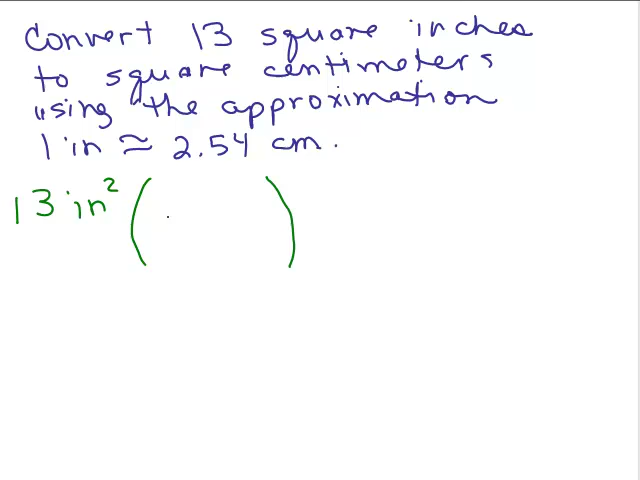 Convert 13 square inches
to square centimeters
using the approximation
1 in ≃ 2.54 cm.
13 in² (     )